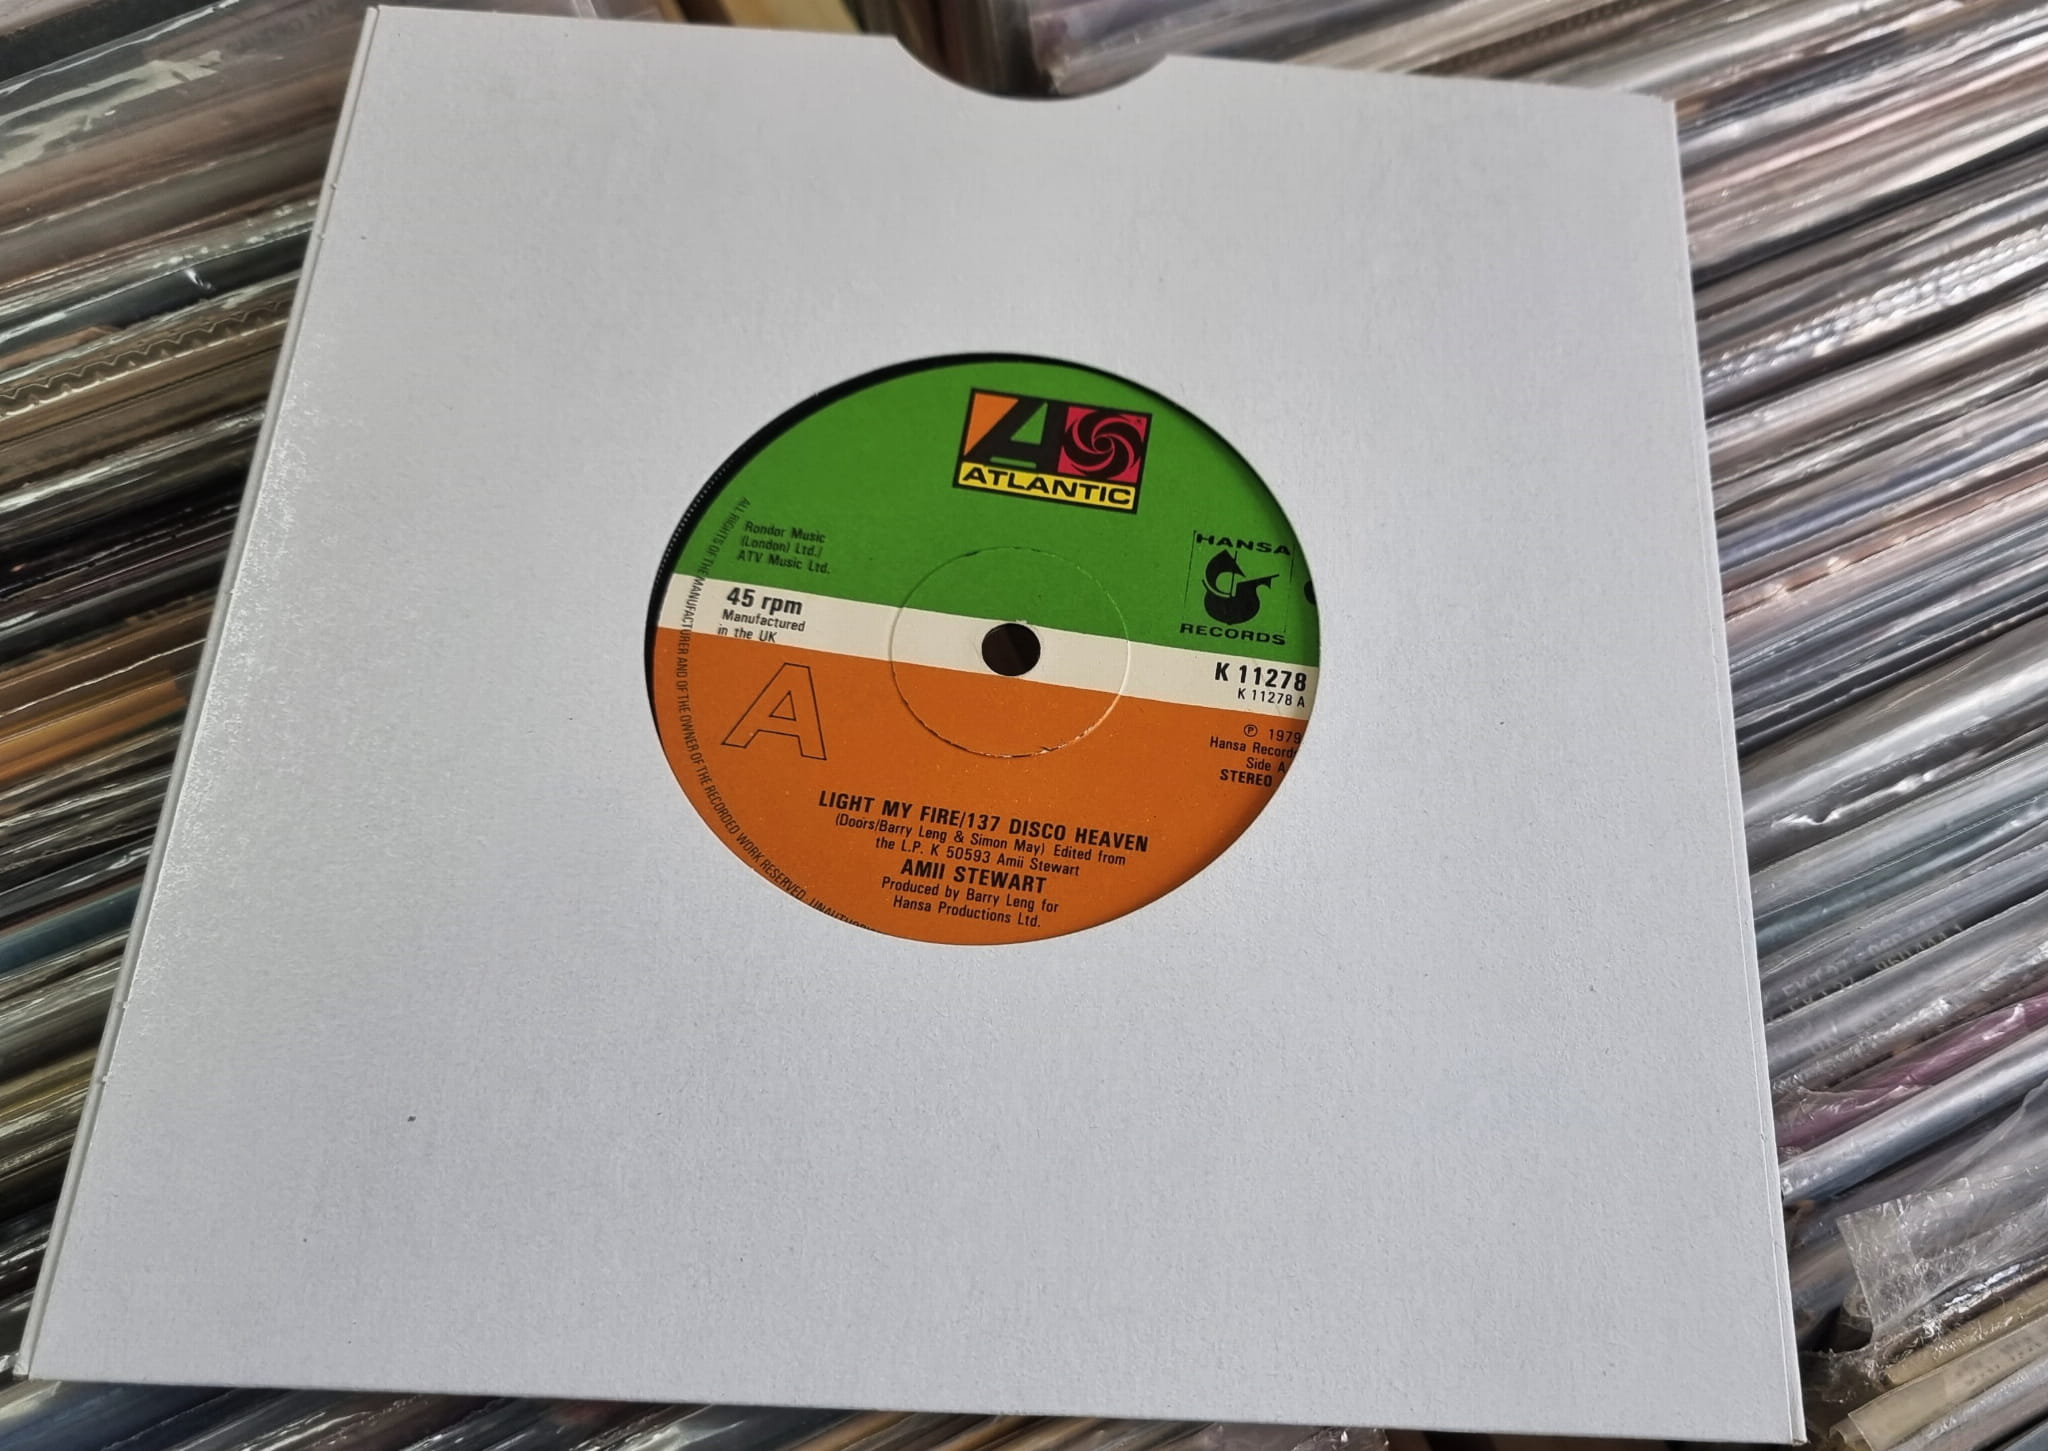 ATLANTIC
HANSA
RECORDS
Rondor Music
(London) Ltd./
ATV Music Ltd.
45 rpm
Manufactured
in the UK
K 11278
K 11278 A
A
℗ 1979
Hansa Records
Side A
STEREO
LIGHT MY FIRE/137 DISCO HEAVEN
(Doors/Barry Leng & Simon May) Edited from
the L.P. K 50593 Amii Stewart
AMII STEWART
Produced by Barry Leng for
Hansa Productions Ltd.
ALL RIGHTS OF THE MANUFACTURER AND OF THE OWNER OF THE RECORDED WORK RESERVED.